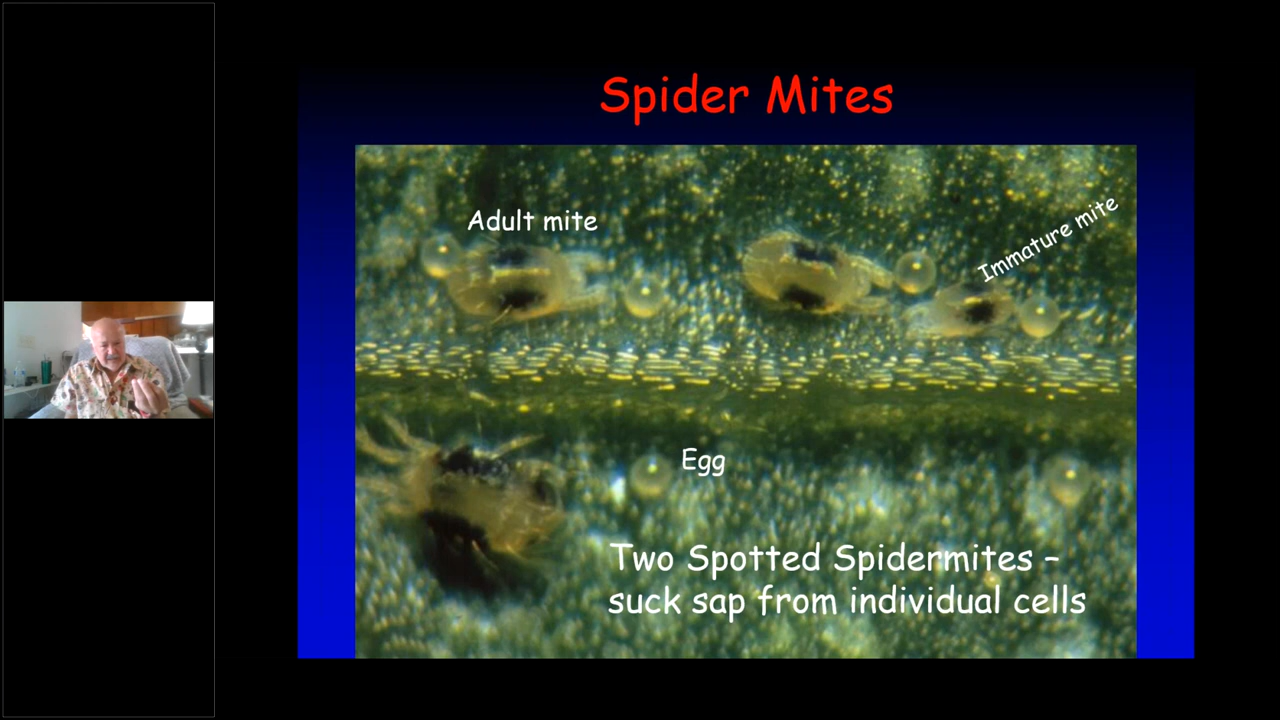 Spider Mites
Adult mite
Immature mite
Egg
Two Spotted Spidermites –
suck sap from individual cells